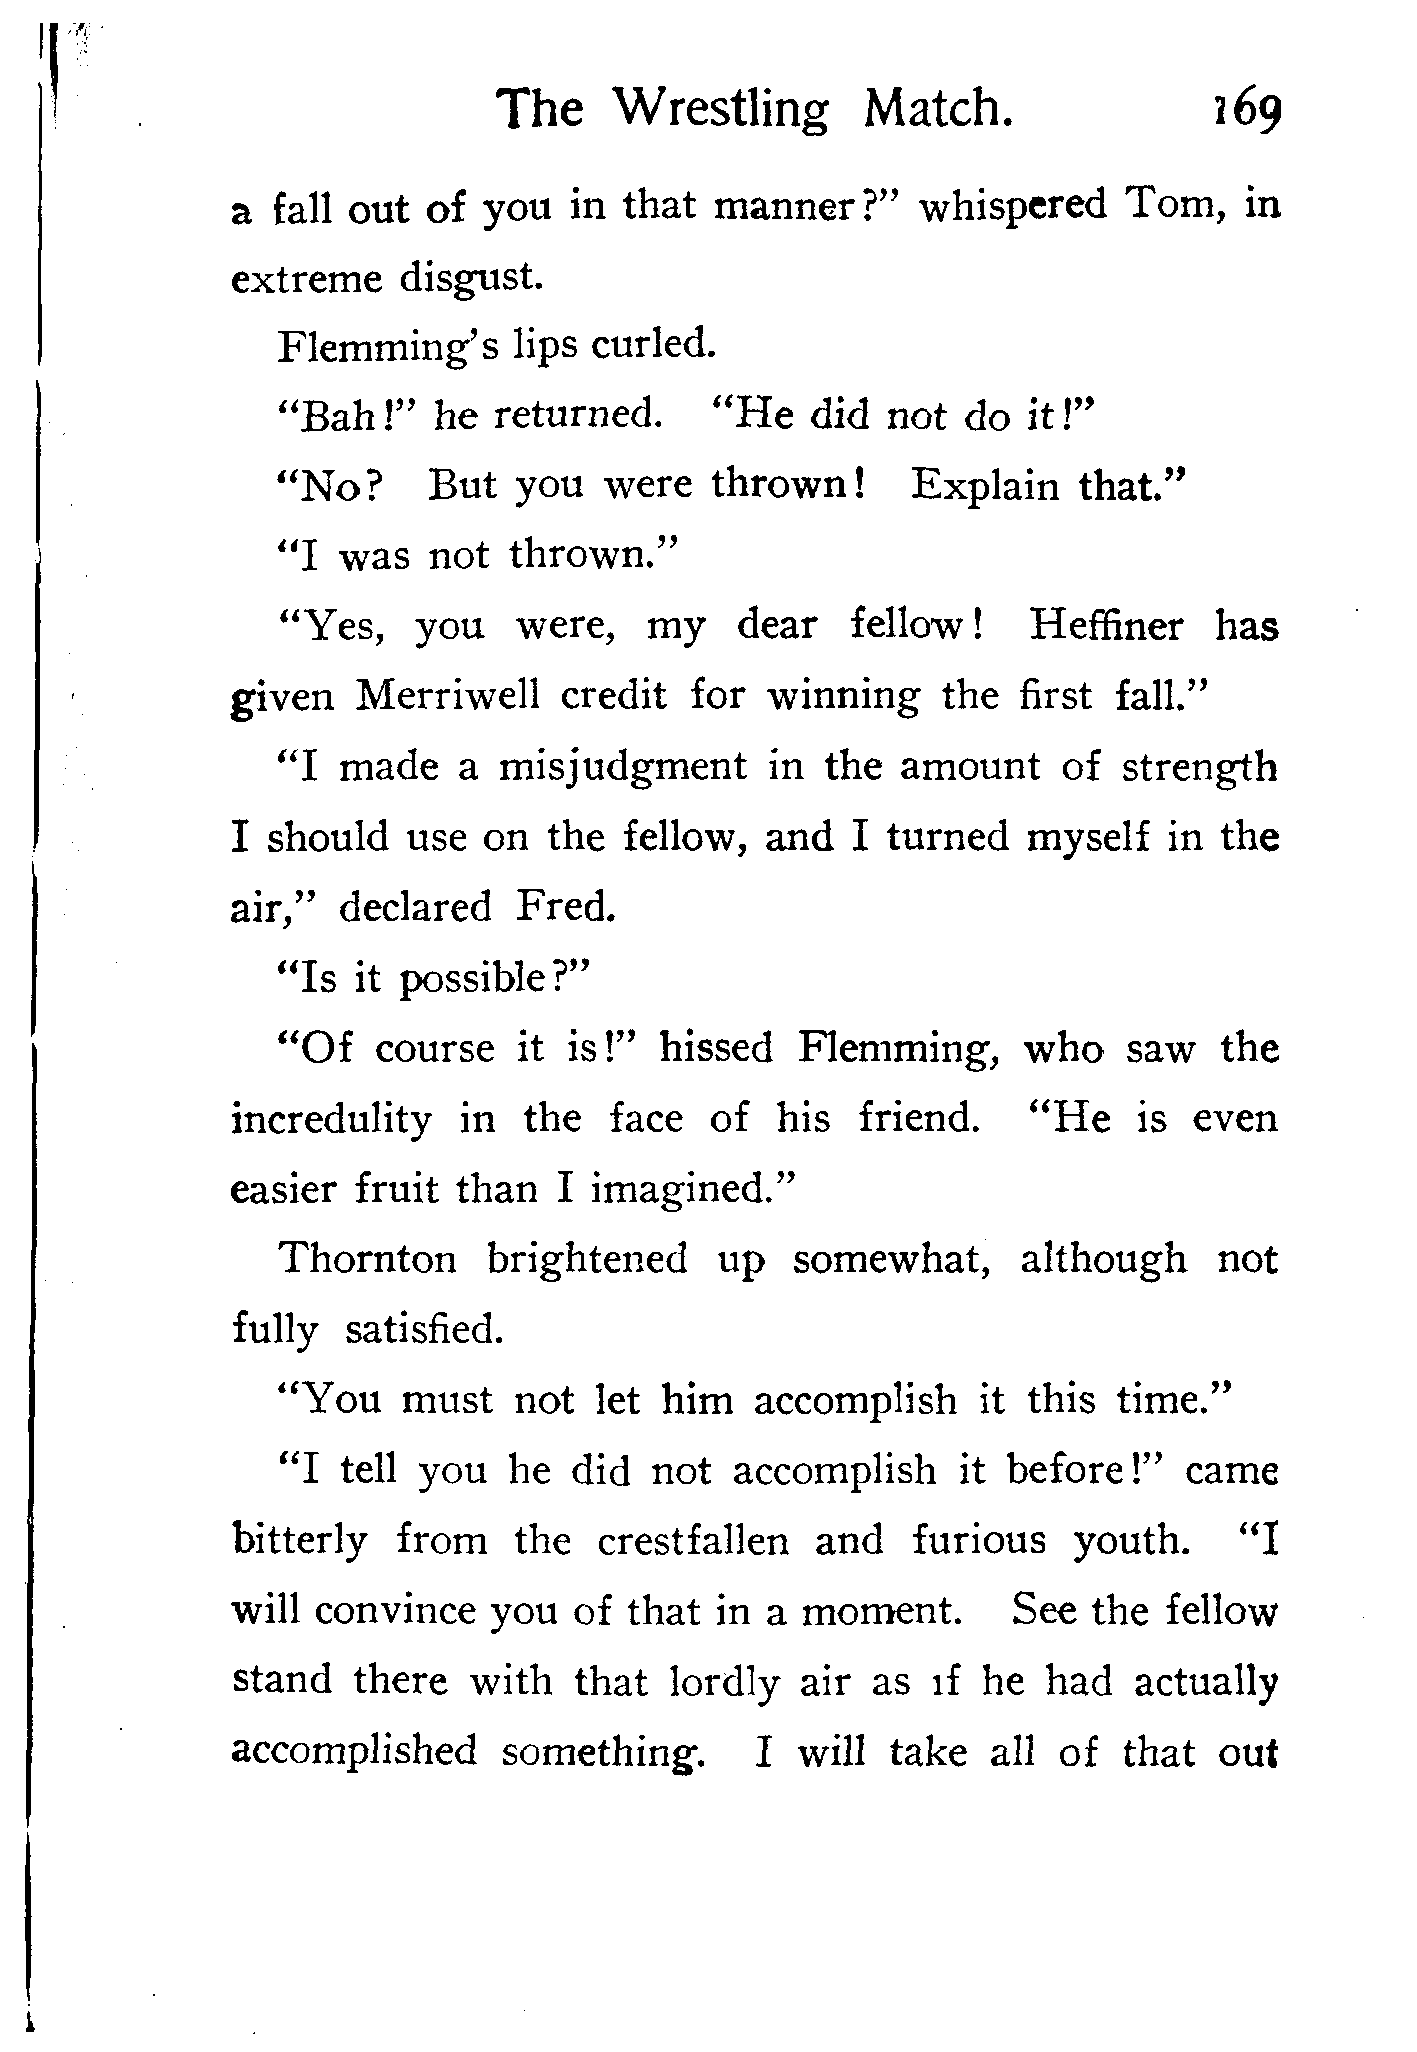 The Wrestling Match. 169
a fall out of you in that manner?" whispered Tom, in
extreme disgust.
Flemming's lips curled.
"Bah!" he returned. "He did not do it!"
"No? But you were thrown! Explain that."
"I was not thrown."
"Yes, you were, my dear fellow! Heffiner has
given Merriwell credit for winning the first fall."
"I made a misjudgment in the amount of strength
I should use on the fellow, and I turned myself in the
air," declared Fred.
"Is it possible?"
"Of course it is!" hissed Flemming, who saw the
incredulity in the face of his friend. "He is even
easier fruit than I imagined."
Thornton brightened up somewhat, although not
fully satisfied.
"You must not let him accomplish it this time."
"I tell you he did not accomplish it before!" came
bitterly from the crestfallen and furious youth. "I
will convince you of that in a moment. See the fellow
stand there with that lordly air as if he had actually
accomplished something. I will take all of that out